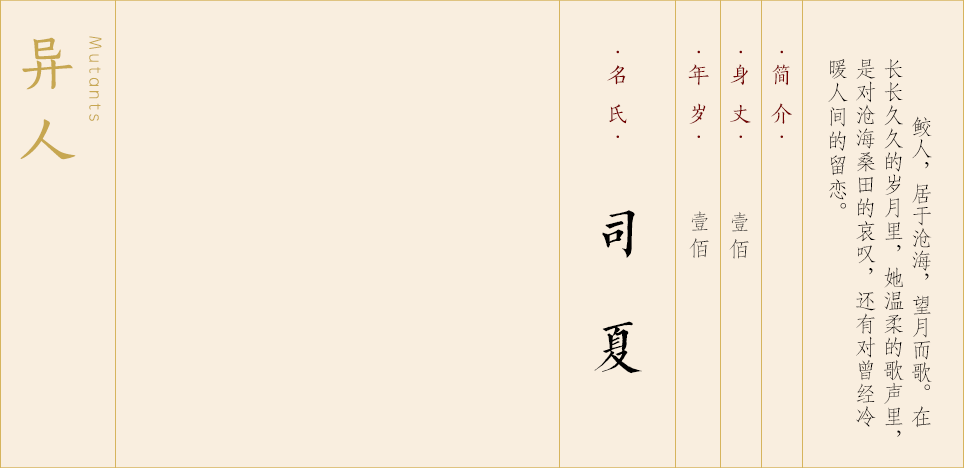 鲛人，居于沧海，望月而歌。在
长长久久的岁月里，她温柔的歌声里，
是对沧海桑田的哀叹，还有对曾经冷
暖人间的留恋。
·简介·
·身丈·
壹佰
·年岁·
壹佰
·名氏·
司夏
Mutants
异人